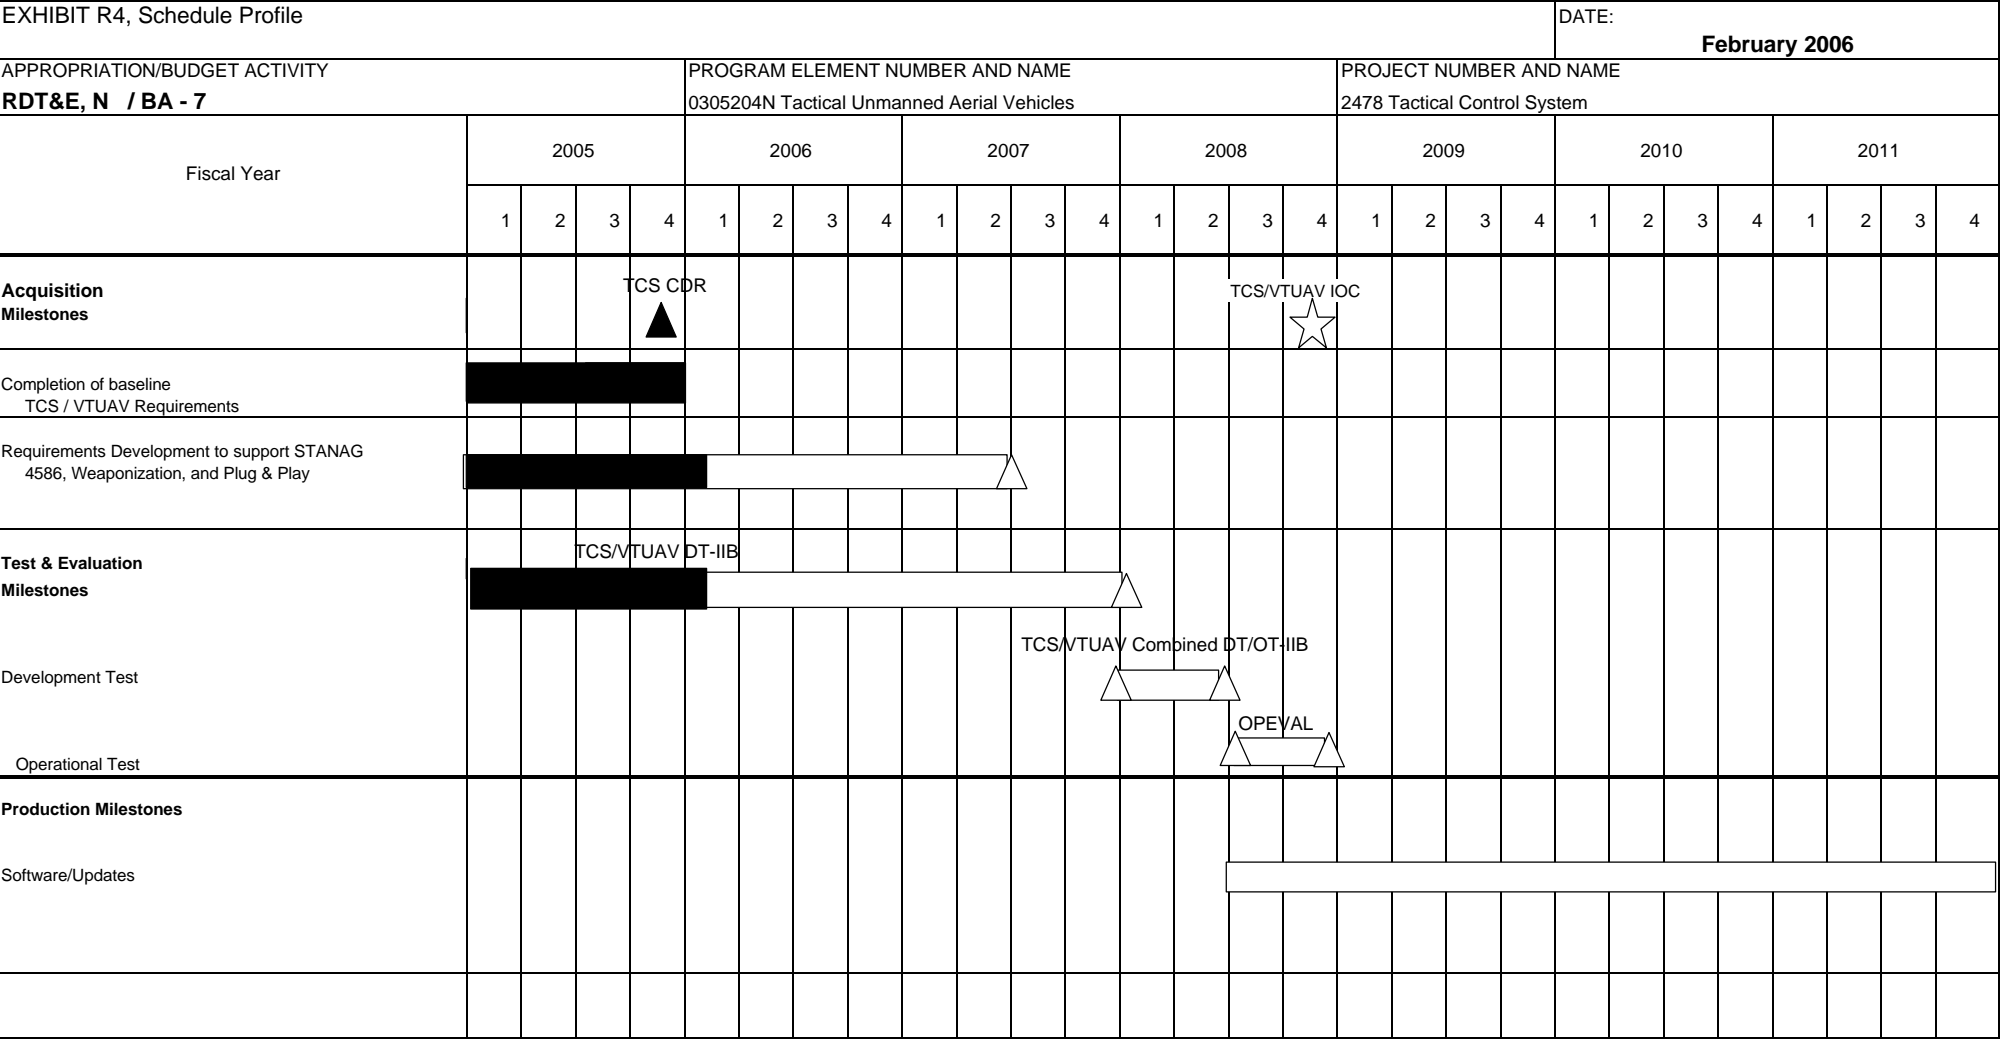 EXHIBIT R4, Schedule Profile
DATE:
February 2006
APPROPRIATION/BUDGET ACTIVITY
PROGRAM ELEMENT NUMBER AND NAME
PROJECT NUMBER AND NAME
RDT&E, N / BA - 7
0305204N Tactical Unmanned Aerial Vehicles
2478 Tactical Control System
Fiscal Year
2005 2006 2007 2008 2009 2010 2011
1 2 3 4 1 2 3 4 1 2 3 4 1 2 3 4 1 2 3 4 1 2 3 4 1 2 3 4
Acquisition
Milestones
TCS CDR
TCS/VTUAV IOC
Completion of baseline
TCS / VTUAV Requirements
Requirements Development to support STANAG
4586, Weaponization, and Plug & Play
Test & Evaluation
Milestones
TCS/VTUAV DT-IIB
TCS/VTUAV Combined DT/OT-IIB
Development Test
OPEVAL
Operational Test
Production Milestones
Software/Updates